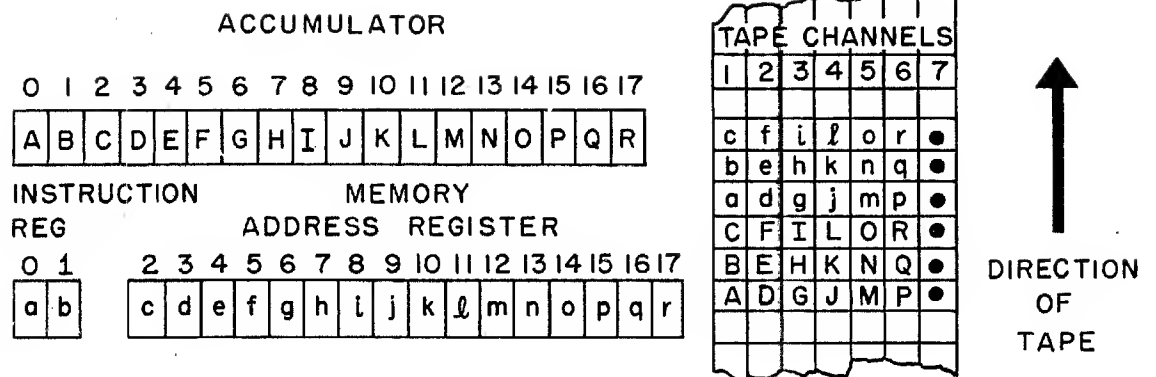 ACCUMULATOR
0 1 2 3 4 5 6 7 8 9 10 11 12 13 14 15 16 17
A B C D E F G H I J K L M N O P Q R
INSTRUCTION REG
0 1
a b
MEMORY ADDRESS REGISTER
2 3 4 5 6 7 8 9 10 11 12 13 14 15 16 17
c d e f g h i j k l m n o p q r
TAPE CHANNELS
1 2 3 4 5 6 7
c f i l o r ●
b e h k n q ●
a d g j m p ●
C F I L O R ●
B E H K N Q ●
A D G J M P ●
DIRECTION
OF
TAPE